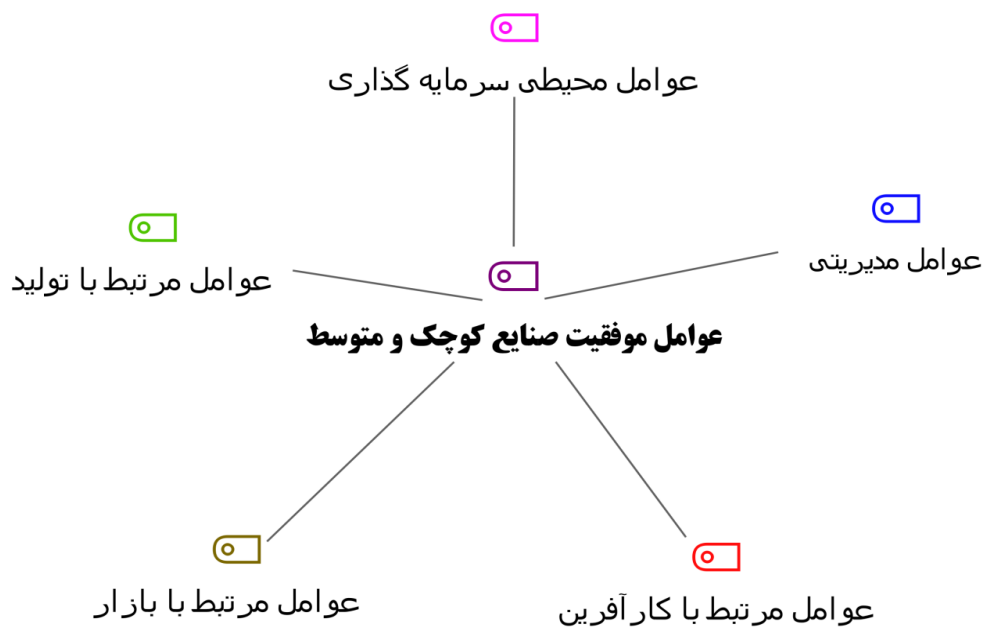 عوامل محیطی سرمایه گذاری
عوامل مدیریتی
عوامل مرتبط با تولید
عوامل موفقیت صنایع کوچک و متوسط
عوامل مرتبط با بازار
عوامل مرتبط با کارآفرین